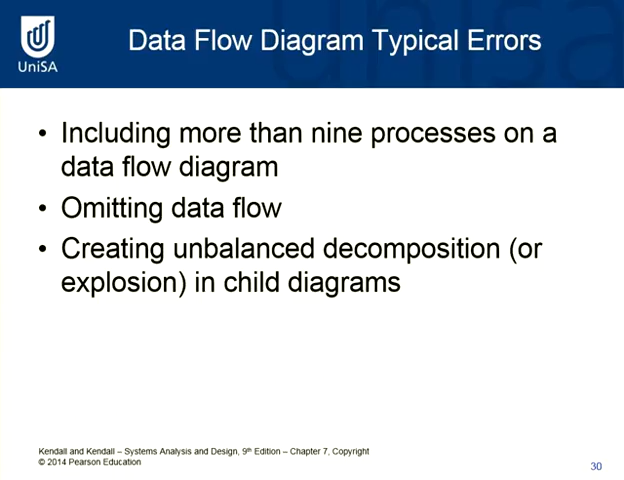 Data Flow Diagram Typical Errors
UniSA
• Including more than nine processes on a
data flow diagram
• Omitting data flow
• Creating unbalanced decomposition (or
explosion) in child diagrams
Kendall and Kendall – Systems Analysis and Design, 9th Edition – Chapter 7, Copyright
© 2014 Pearson Education
30